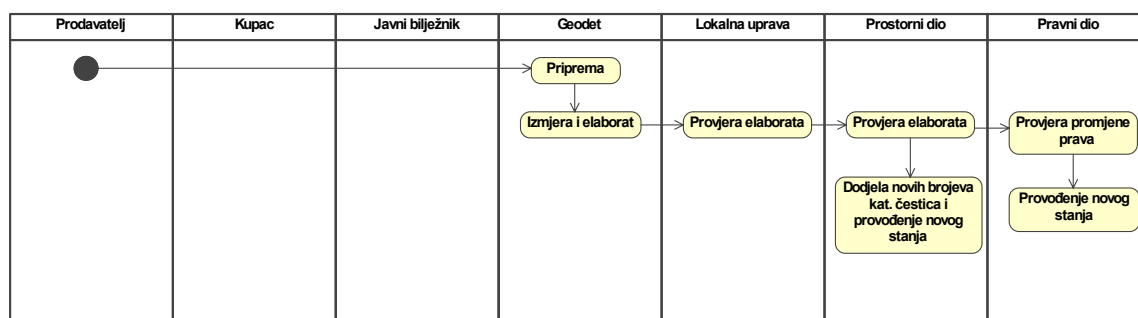 Prodavatelj
Kupac
Javni bilježnik
Geodet
Lokalna uprava
Prostorni dio
Pravni dio
Priprema
Izmjera i elaborat
Provjera elaborata
Provjera elaborata
Provjera promjene
prava
Dodjela novih brojeva
kat. čestica i
provođenje novog
stanja
Provođenje novog
stanja